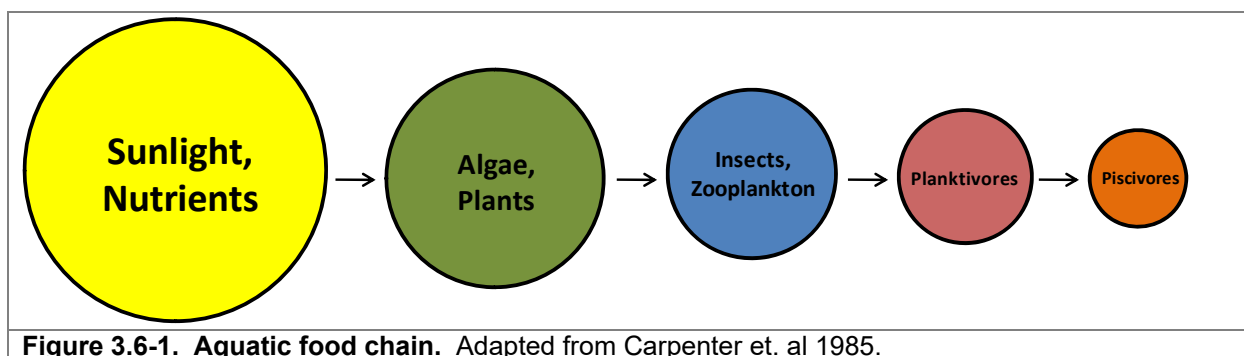 Sunlight,
Nutrients
Algae,
Plants
Insects,
Zooplankton
Planktivores
Piscivores
Figure 3.6-1. Aquatic food chain. Adapted from Carpenter et. al 1985.